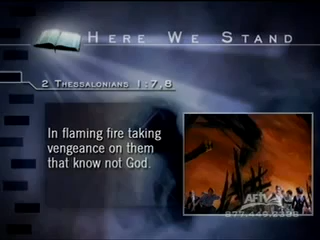 HERE WE STAND
2 THESSALONIANS 1:7,8
In flaming fire taking
vengeance on them
that know not God.